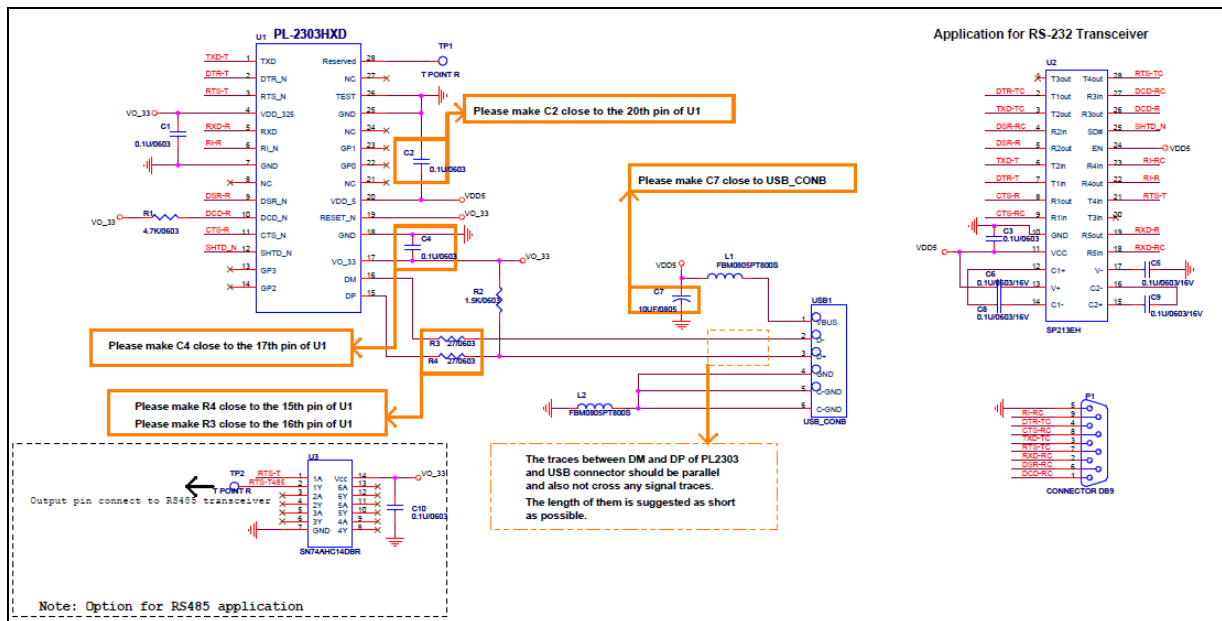 PL-2303HXD
U1
TXD-T 1 TXD Reserved 28
TP1
T POINT R
DTR-T 2 DTR_N NC 27
RTS-T 3 RTS_N TEST 26
VO_33 4 VDD_325 GND 25
C1
0.1U/0603
RXD-R 5 RXD NC 24
RI-R 6 RI_N GP1 23
7 GND GP0 22
C2
0.1U/0603
8 NC NC 21
DSR-R 9 DSR_N VDD_5 20 VDD5
VO_33 R1 DCD-R 10 DCD_N RESET_N 19 VO_33
4.7K/0603
CTS-R 11 CTS_N GND 18
SHTD_N 12 SHTD_N
C4
0.1U/0603
13 GP3 VO_33 17 VO_33
14 GP2 DM 16
DP 15
R2
1.5K/0603
R3 27/0603
R4 27/0603
Please make C2 close to the 20th pin of U1
Please make C7 close to USB_CONB
Please make C4 close to the 17th pin of U1
Please make R4 close to the 15th pin of U1
Please make R3 close to the 16th pin of U1
VDD5
L1
FBM0805PT800S
C7
10UF/0805
USB1
1 VBUS
2 D-
3 D+
4 GND
5 C-GND
6 C-GND
USB_CONB
L2
FBM0805PT800S
The traces between DM and DP of PL2303
and USB connector should be parallel
and also not cross any signal traces.
The length of them is suggested as short
as possible.
Application for RS-232 Transceiver
U2
1 T3out T4out 28 RTS-TC
DTR-TC 2 T1out R3in 27 DCD-RC
TXD-TC 3 T2out R3out 26 DCD-R
DSR-RC 4 R2in SD# 25 SHTD_N
DSR-R 5 R2out EN 24 VDD5
TXD-T 6 T2in R4in 23 RI-RC
DTR-T 7 T1in R4out 22 RI-R
CTS-R 8 R1out T4in 21 RTS-T
CTS-RC 9 R1in T3in 20
10 GND R5out 19 RXD-R
C3
0.1U/0603
VDD5 11 VCC R5in 18 RXD-RC
12 C1+ V- 17
C5
0.1U/0603/16V
C6
0.1U/0603/16V
13 V+ C2- 16
14 C1- C2+ 15
C8
0.1U/0603/16V
C9
0.1U/0603/16V
SP213EH
P1
5
RI-RC 9
DTR-TC 4
CTS-RC 8
TXD-TC 3
RTS-TC 7
RXD-RC 2
DSR-RC 6
DCD-RC 1
CONNECTOR DB9
U3
TP2
T POINT R
RTS-T 1 1A Vcc 14 VO_33
RTS-T485 2 1Y 6A 13
3 2A 6Y 12
4 2Y 5A 11
5 3A 5Y 10
6 3Y 4A 9
7 GND 4Y 8
C10
0.1U/0603
SN74AHC14DBR
Output pin connect to RS485 transceiver
Note: Option for RS485 application